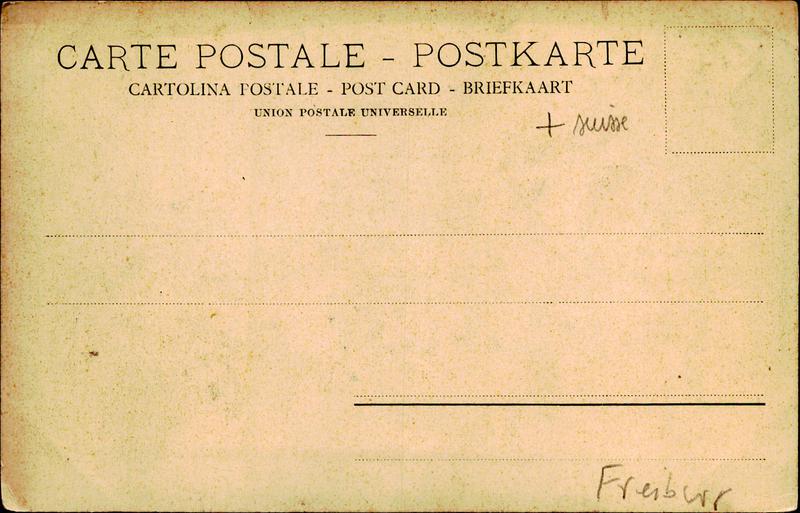 CARTE POSTALE - POSTKARTE
CARTOLINA POSTALE - POST CARD - BRIEFKAART
UNION POSTALE UNIVERSELLE
+ suisse
Freiburg